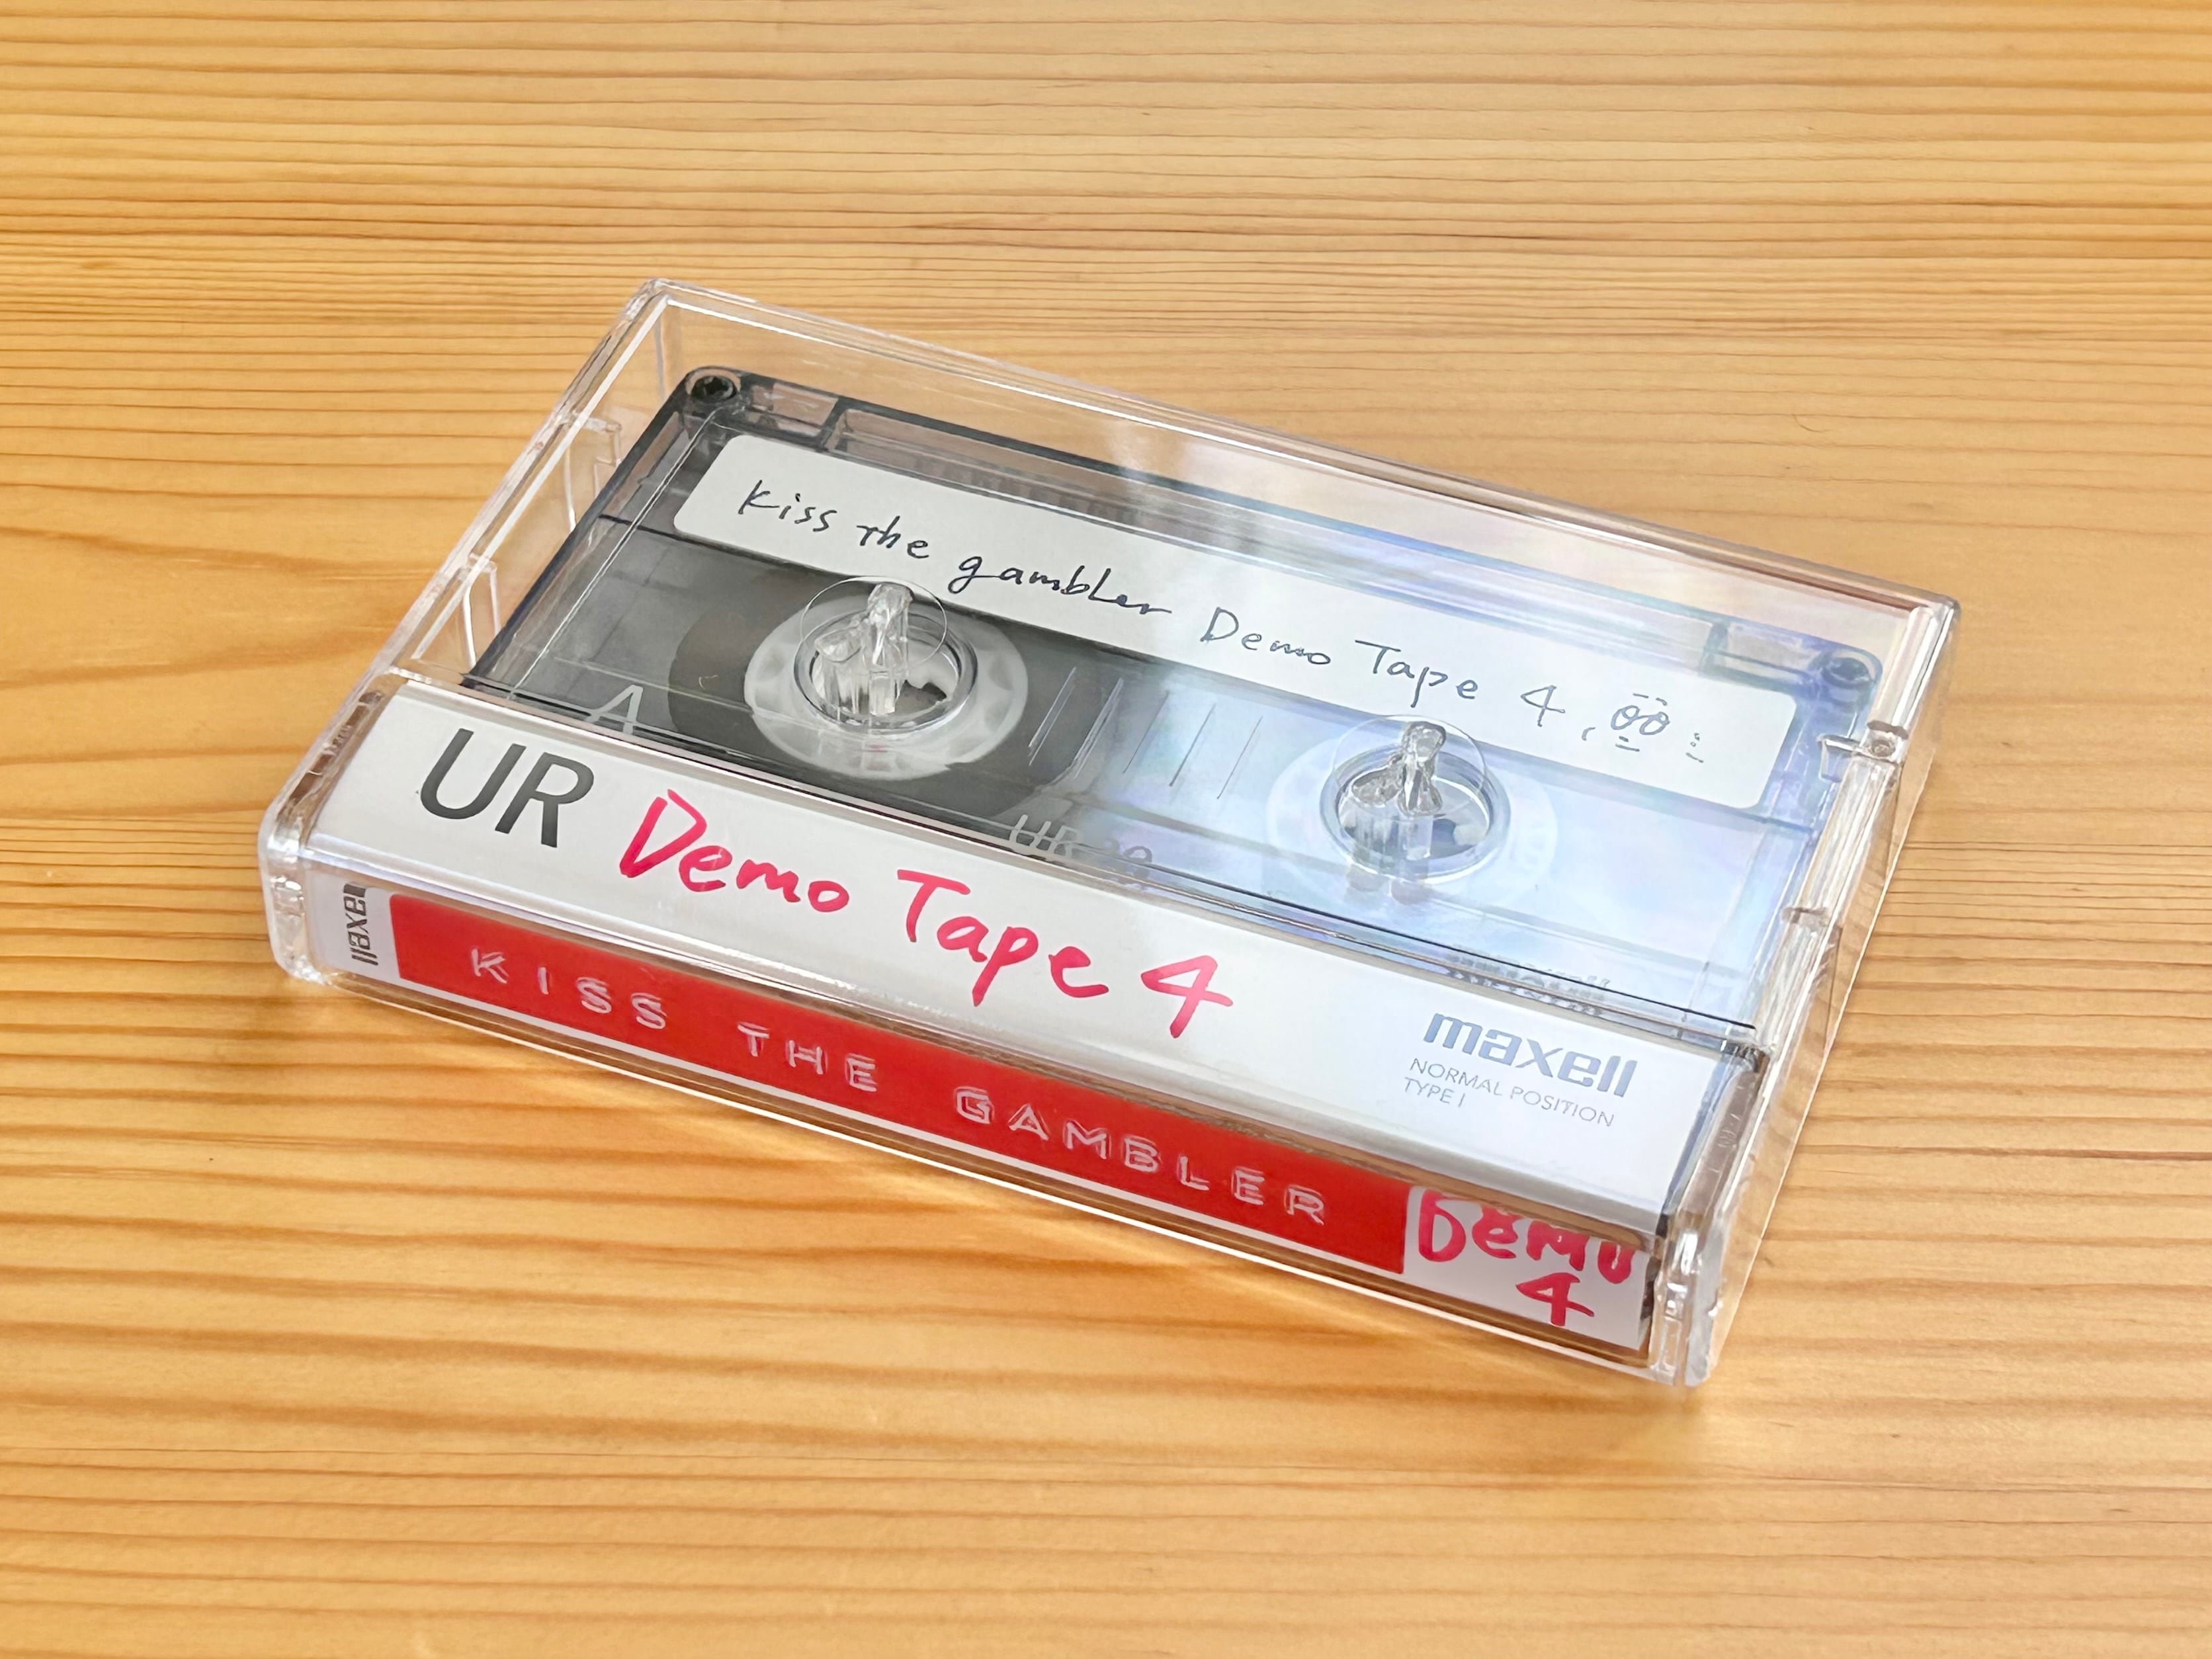 Kiss the gambler Demo Tape 4
A
UR
Demo Tape 4
maxell
NORMAL POSITION
TYPE I
maxell
KISS THE GAMBLER
DEMO
4